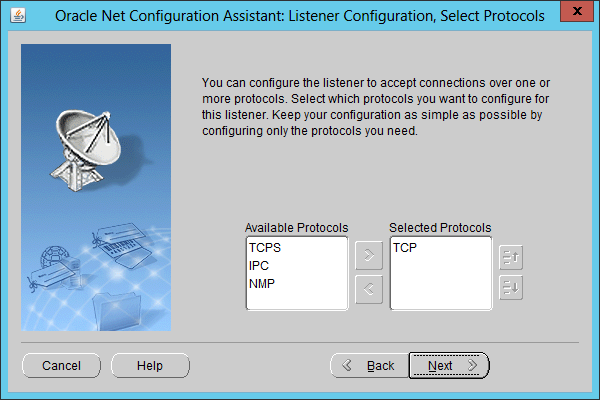 Oracle Net Configuration Assistant: Listener Configuration, Select Protocols
x
You can configure the listener to accept connections over one or
more protocols. Select which protocols you want to configure for
this listener. Keep your configuration as simple as possible by
configuring only the protocols you need.
Available Protocols
TCPS
IPC
NMP
Selected Protocols
TCP
Cancel
Help
Back
Next